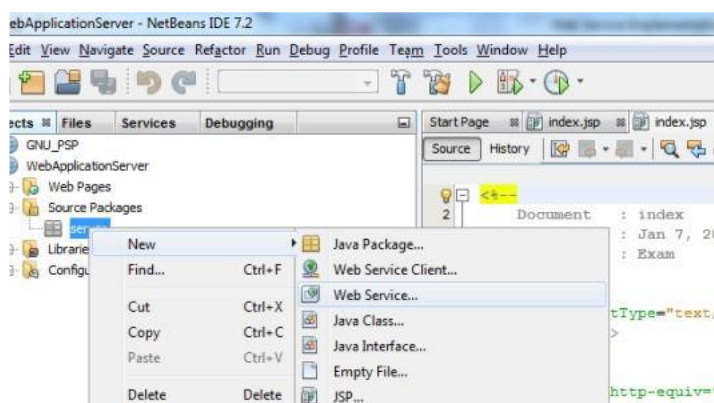 ebApplicationServer - NetBeans IDE 7.2
Edit View Navigate Source Refactor Run Debug Profile Team Tools Window Help
ects Files Services Debugging
Start Page index.jsp index.jsp
GNU_PSP
Source History
WebApplicationServer
Web Pages
<%--
Source Packages
2 Document : index
server
New Java Package...
: Jan 7, 20
Librarie
Find... Ctrl+F Web Service Client...
: Exam
Configu
Web Service...
Cut Ctrl+X
Java Class...
tType="text/
Copy Ctrl+C
>
Java Interface...
Paste Ctrl+V
Empty File...
Delete Delete JSP...
http-equiv="